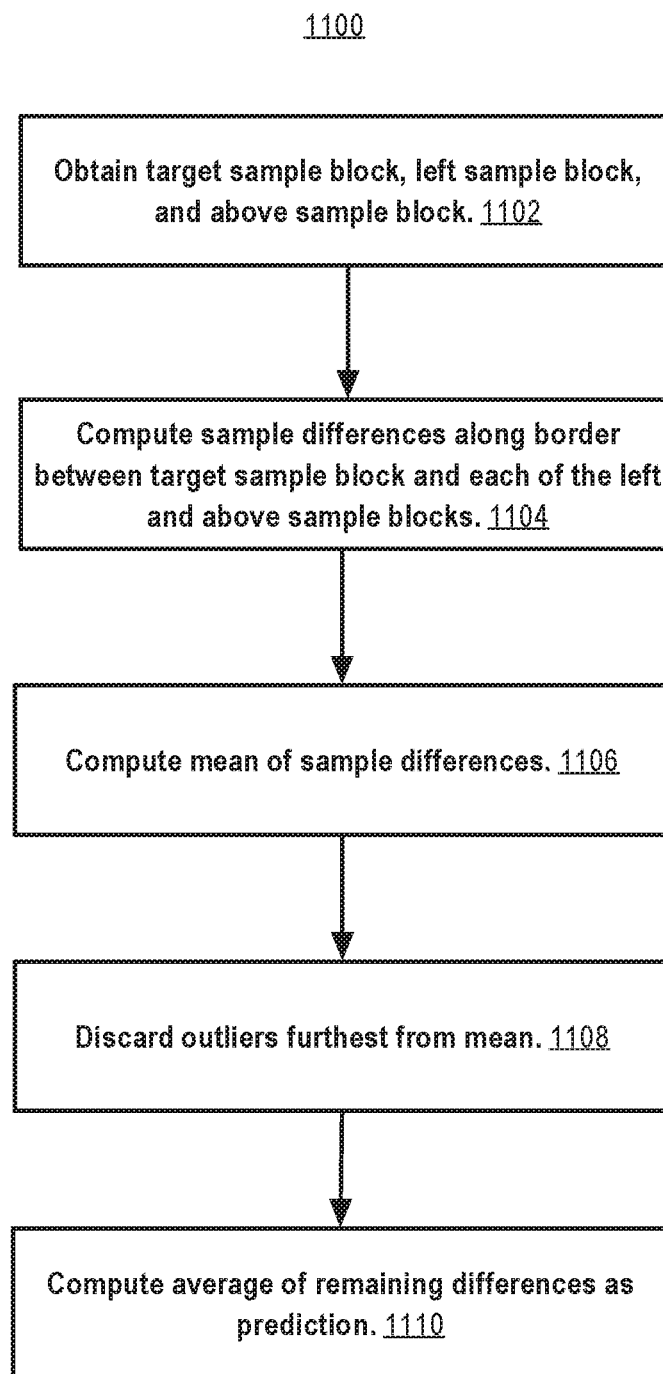 1100
Obtain target sample block, left sample block,
and above sample block. 1102
Compute sample differences along border
between target sample block and each of the left
and above sample blocks. 1104
Compute mean of sample differences. 1106
Discard outliers furthest from mean. 1108
Compute average of remaining differences as
prediction. 1110